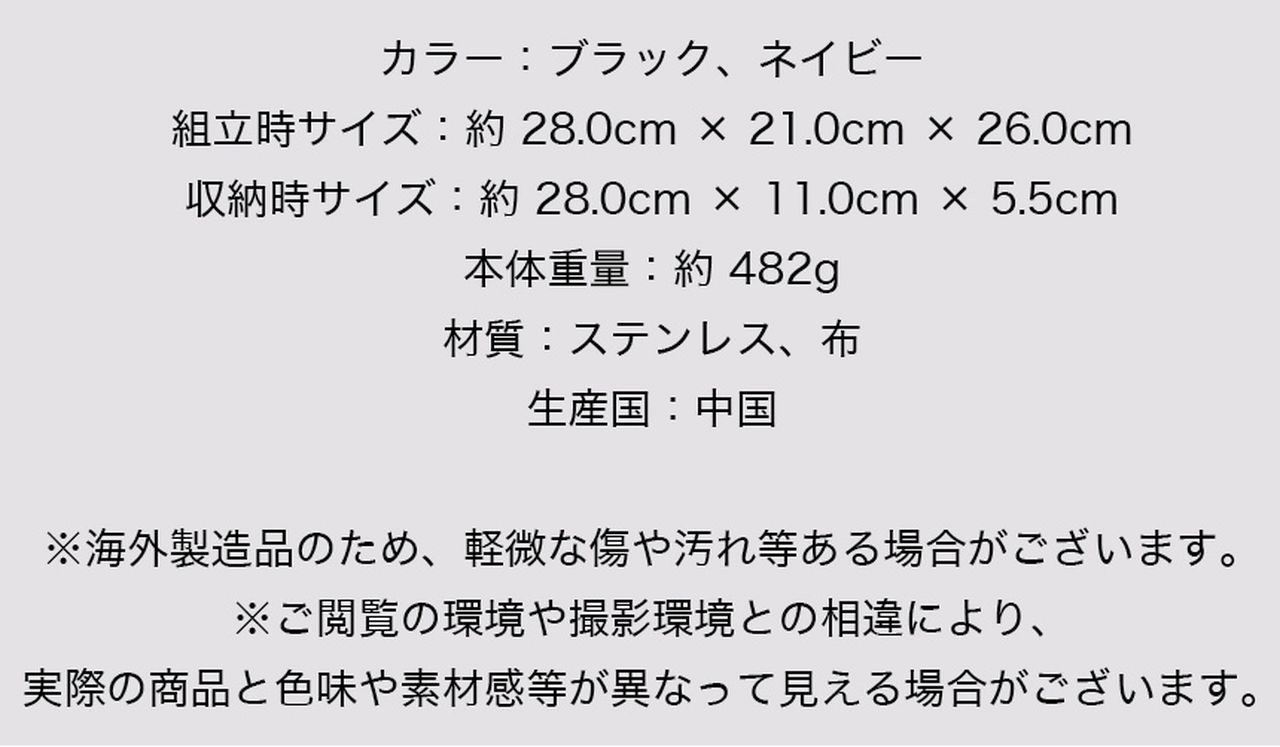 カラー：ブラック、ネイビー
組立時サイズ：約 28.0cm × 21.0cm × 26.0cm
収納時サイズ：約 28.0cm × 11.0cm × 5.5cm
本体重量：約 482g
材質：ステンレス、布
生産国：中国
※海外製造品のため、軽微な傷や汚れ等ある場合がございます。
※ご閲覧の環境や撮影環境との相違により、
実際の商品と色味や素材感等が異なって見える場合がございます。